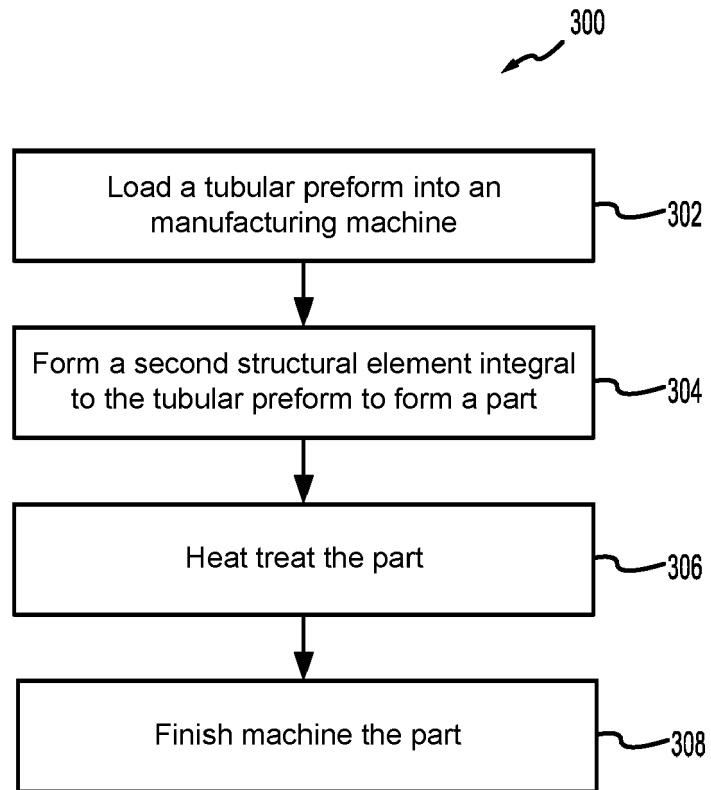 300
Load a tubular preform into an
manufacturing machine
302
Form a second structural element integral
to the tubular preform to form a part
304
Heat treat the part
306
Finish machine the part
308